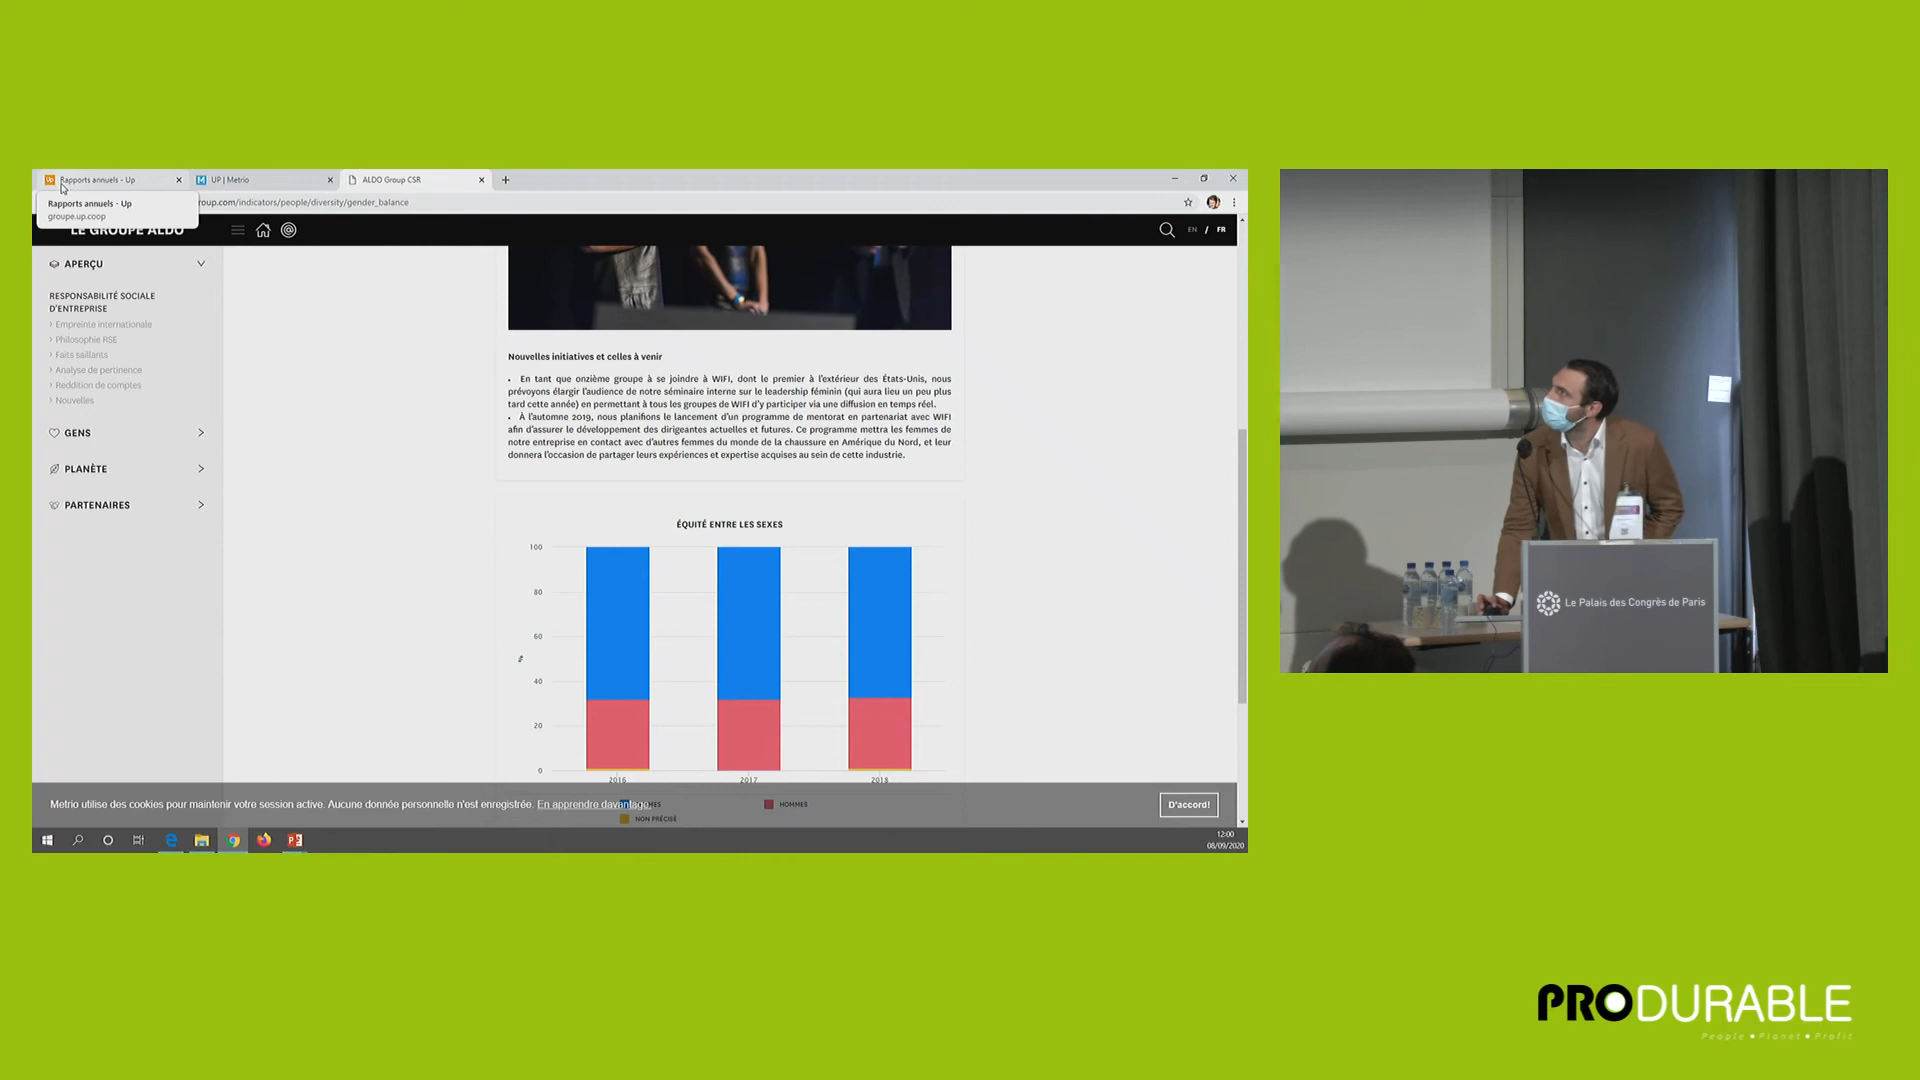 Rapports annuels - Up
UP | Metrio
ALDO Group CSR
Rapports annuels - Up
groupe.up.coop
roup.com/indicators/people/diversity/gender_balance
LE GROUPE ALDO
EN / FR
APERÇU
RESPONSABILITÉ SOCIALE
D'ENTREPRISE
Empreinte internationale
Philosophie RSE
Faits saillants
Analyse de pertinence
Reddition de comptes
Nouvelles
GENS
PLANÈTE
PARTENAIRES
Nouvelles initiatives et celles à venir
• En tant que onzième groupe à se joindre à WIFI, dont le premier à l'extérieur des États-Unis, nous
prévoyons élargir l'audience de notre séminaire interne sur le leadership féminin (qui aura lieu un peu plus
tard cette année) en permettant à tous les groupes de WIFI d'y participer via une diffusion en temps réel.
• À l'automne 2019, nous planifions le lancement d'un programme de mentorat en partenariat avec WIFI
afin d'assurer le développement des dirigeantes actuelles et futures. Ce programme mettra les femmes de
notre entreprise en contact avec d'autres femmes du monde de la chaussure en Amérique du Nord, et leur
donnera l'occasion de partager leurs expériences et expertise acquises au sein de cette industrie.
ÉQUITÉ ENTRE LES SEXES
100
80
60
40
20
0
%
2016
2017
2018
HOMMES
NON PRÉCISÉ
Metrio utilise des cookies pour maintenir votre session active. Aucune donnée personnelle n'est enregistrée. En apprendre davantage.
D'accord!
12:00
08/09/2020
Le Palais des Congrès de Paris
PRODURABLE
People • Planet • Profit